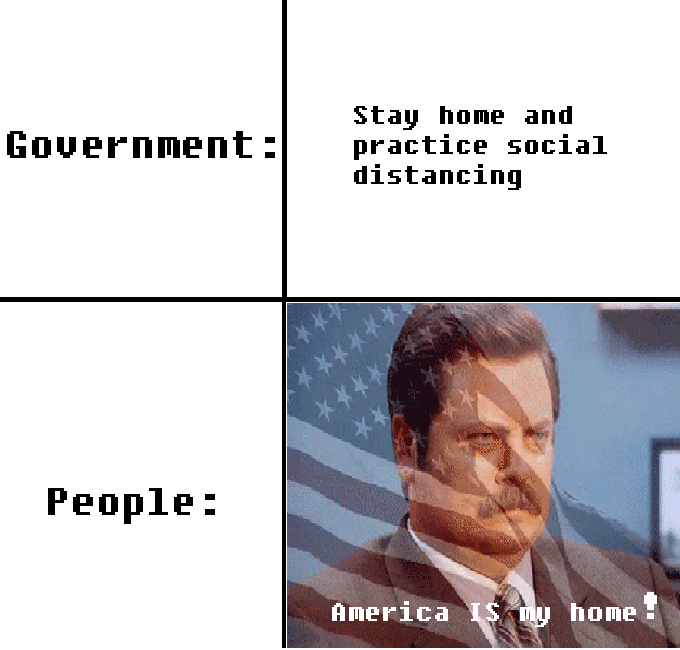 Government:
Stay home and
practice social
distancing
People:
America IS my home!